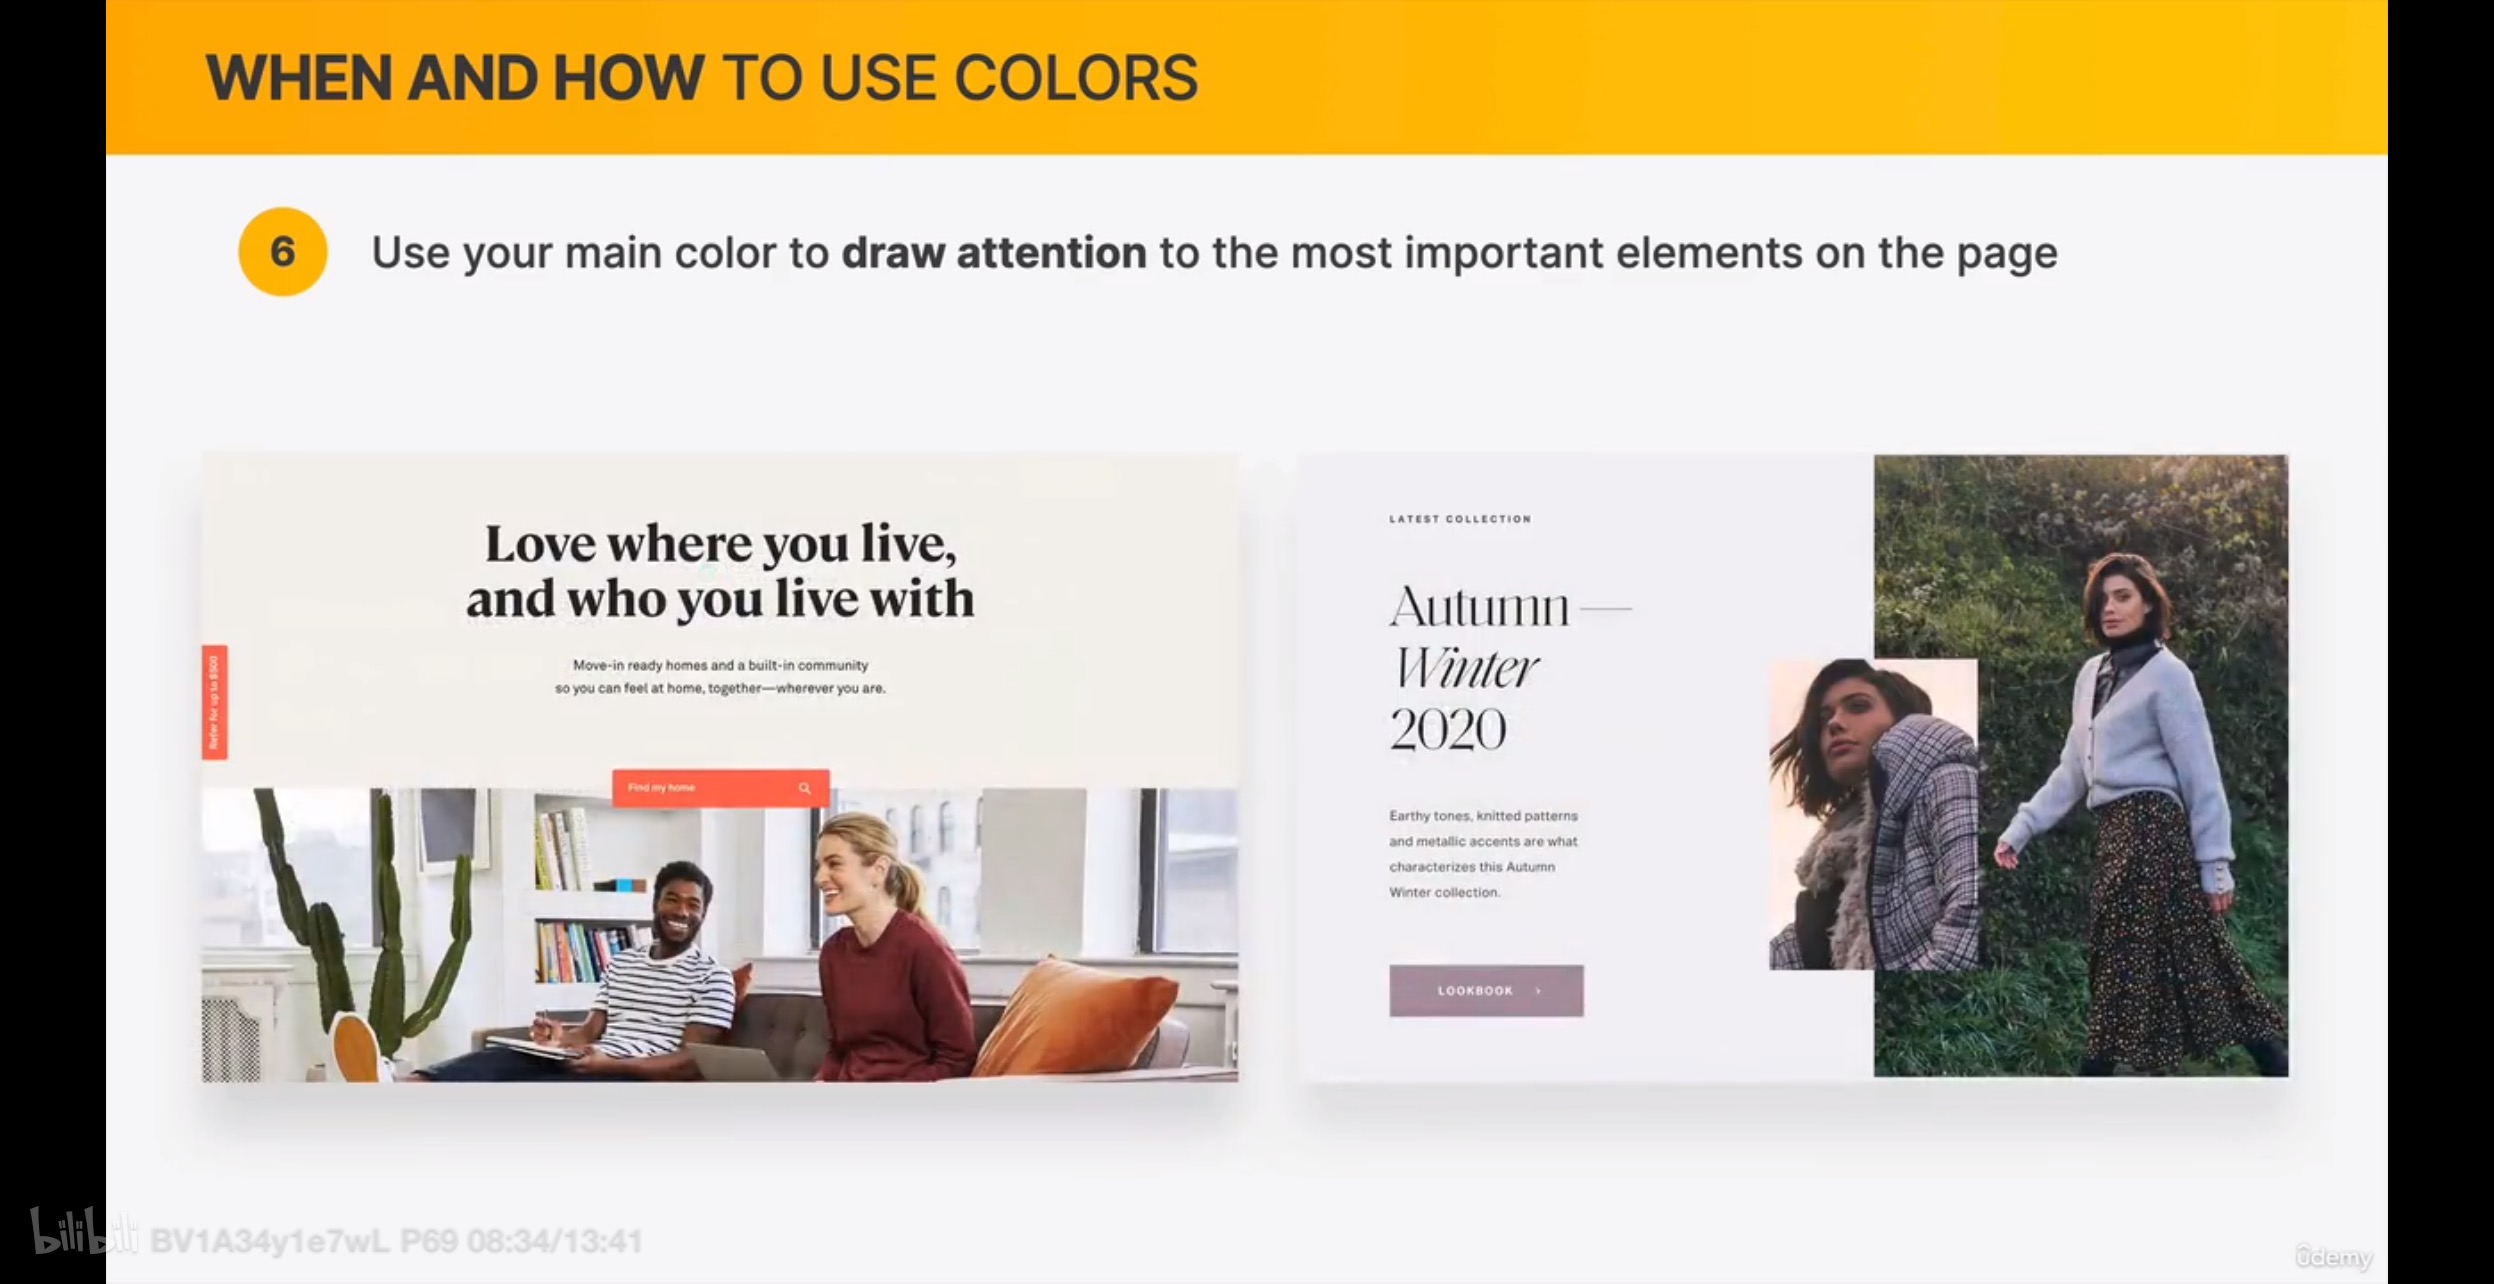 WHEN AND HOW TO USE COLORS
6
Use your main color to draw attention to the most important elements on the page
Love where you live,
and who you live with
Move-in ready homes and a built-in community
so you can feel at home, together—wherever you are.
Refer for up to $500
Find my home
LATEST COLLECTION
Autumn —
Winter
2020
Earthy tones, knitted patterns
and metallic accents are what
characterizes this Autumn
Winter collection.
LOOKBOOK >
bilibili BV1A34y1e7wL P69 08:34/13:41
ûdemy